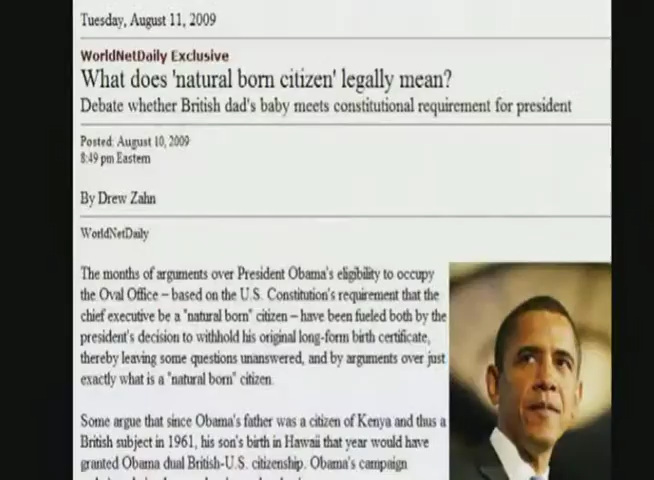 Tuesday, August 11, 2009
WorldNetDaily Exclusive
What does 'natural born citizen' legally mean?
Debate whether British dad's baby meets constitutional requirement for president
Posted: August 10, 2009
8:49 pm Eastern
By Drew Zahn
WorldNetDaily
The months of arguments over President Obama's eligibility to occupy
the Oval Office – based on the U.S. Constitution's requirement that the
chief executive be a "natural born" citizen – have been fueled both by the
president's decision to withhold his original long-form birth certificate,
thereby leaving some questions unanswered, and by arguments over just
exactly what is a "natural born" citizen.
Some argue that since Obama's father was a citizen of Kenya and thus a
British subject in 1961, his son's birth in Hawaii that year would have
granted Obama dual British-U.S. citizenship. Obama's campaign